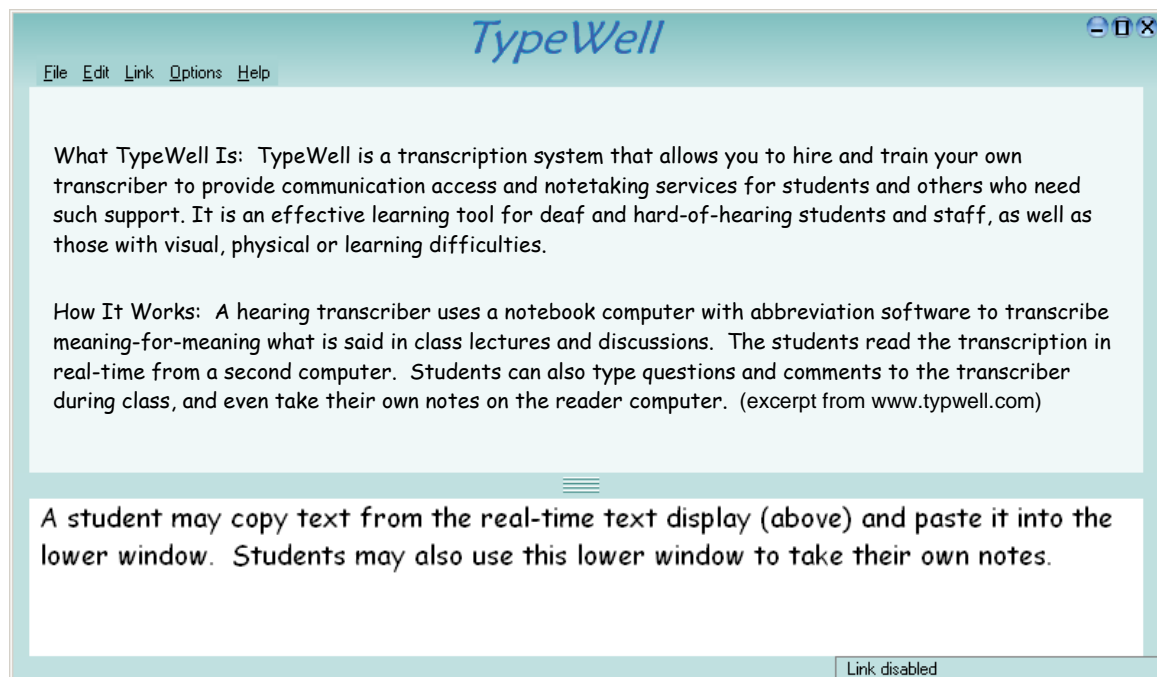 TypeWell
File Edit Link Options Help
What TypeWell Is:  TypeWell is a transcription system that allows you to hire and train your own
transcriber to provide communication access and notetaking services for students and others who need
such support. It is an effective learning tool for deaf and hard-of-hearing students and staff, as well as
those with visual, physical or learning difficulties.
How It Works:  A hearing transcriber uses a notebook computer with abbreviation software to transcribe
meaning-for-meaning what is said in class lectures and discussions.  The students read the transcription in
real-time from a second computer.  Students can also type questions and comments to the transcriber
during class, and even take their own notes on the reader computer.  (excerpt from www.typwell.com)
A student may copy text from the real-time text display (above) and paste it into the
lower window.  Students may also use this lower window to take their own notes.
Link disabled